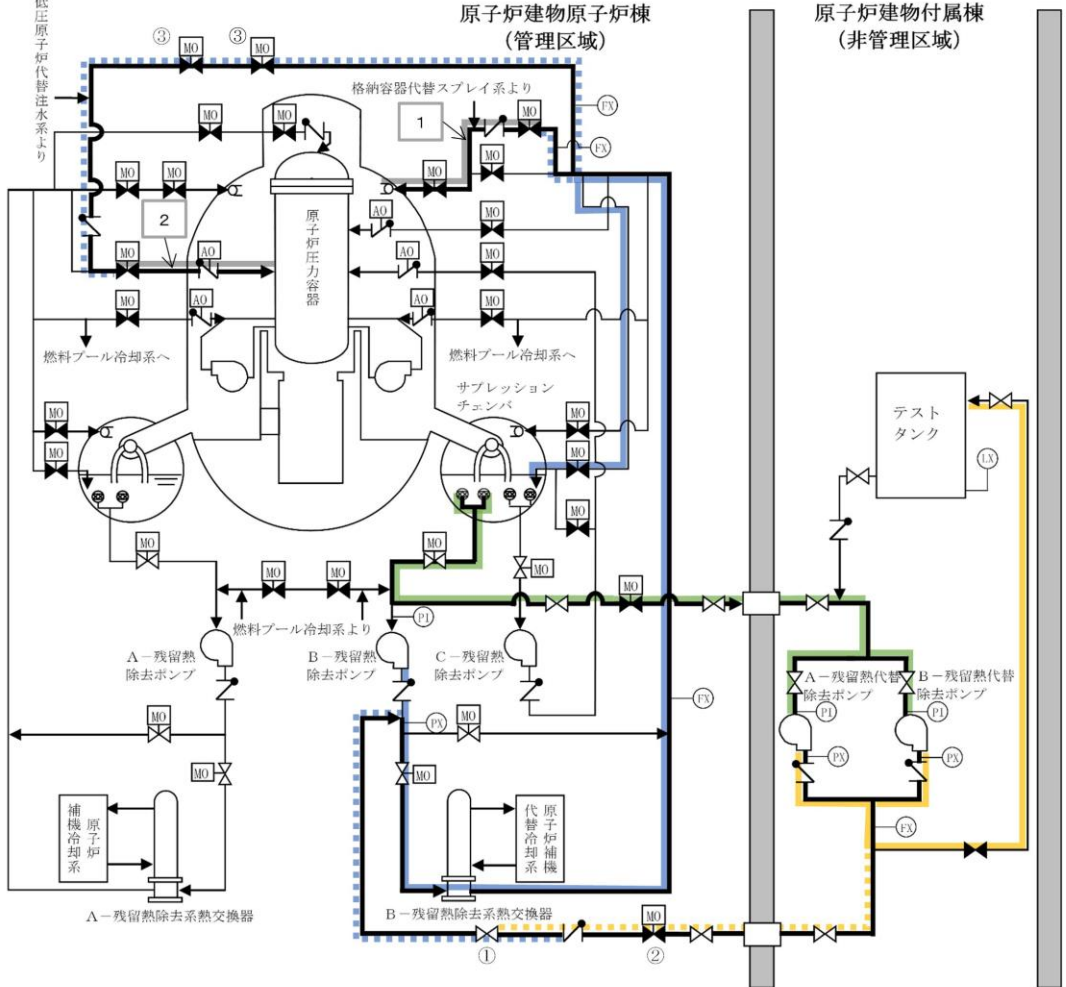 原子炉建物原子炉棟
（管理区域）
原子炉建物付属棟
（非管理区域）
低圧原子炉代替注水系より
③
③
MO
MO
格納容器代替スプレイ系より
FX
MO
MO
1
MO
FX
MO
MO
MO
MO
2
AO
MO
AO
原子炉圧力容器
AO
MO
MO
AO
AO
MO
MO
燃料プール冷却系へ
燃料プール冷却系へ
サプレッション
チェンバ
テスト
タンク
MO
MO
MO
MO
LX
MO
MO
MO
MO
MO
MO
MO
燃料プール冷却系より
PI
A－残留熱
除去ポンプ
B－残留熱
除去ポンプ
C－残留熱
除去ポンプ
A－残留熱代替
除去ポンプ
B－残留熱代替
除去ポンプ
PI
PI
FX
MO
PX
MO
PX
PX
MO
MO
原子炉
補機冷却系
原子炉補機
代替冷却系
FX
A－残留熱除去系熱交換器
B－残留熱除去系熱交換器
MO
①
②